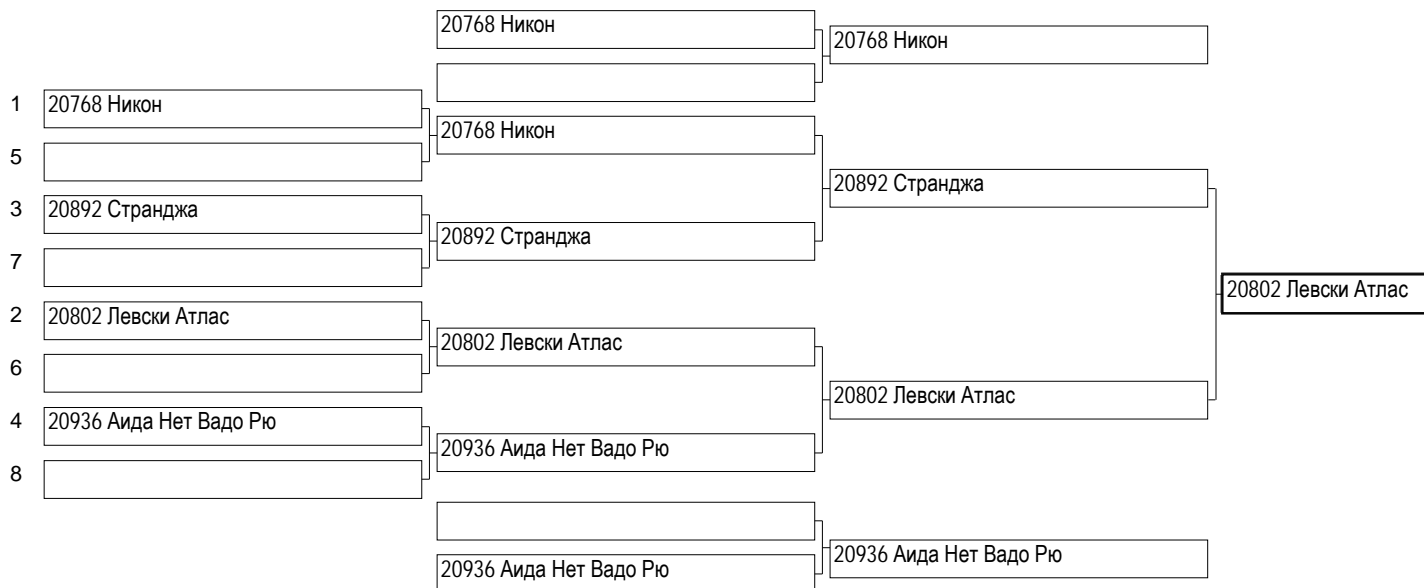 20768 Никон
20768 Никон
1 20768 Никон
20768 Никон
5
20892 Странджа
3 20892 Странджа
20892 Странджа
7
20802 Левски Атлас
2 20802 Левски Атлас
20802 Левски Атлас
6
20802 Левски Атлас
4 20936 Аида Нет Вадо Рю
20936 Аида Нет Вадо Рю
8
20936 Аида Нет Вадо Рю
20936 Аида Нет Вадо Рю